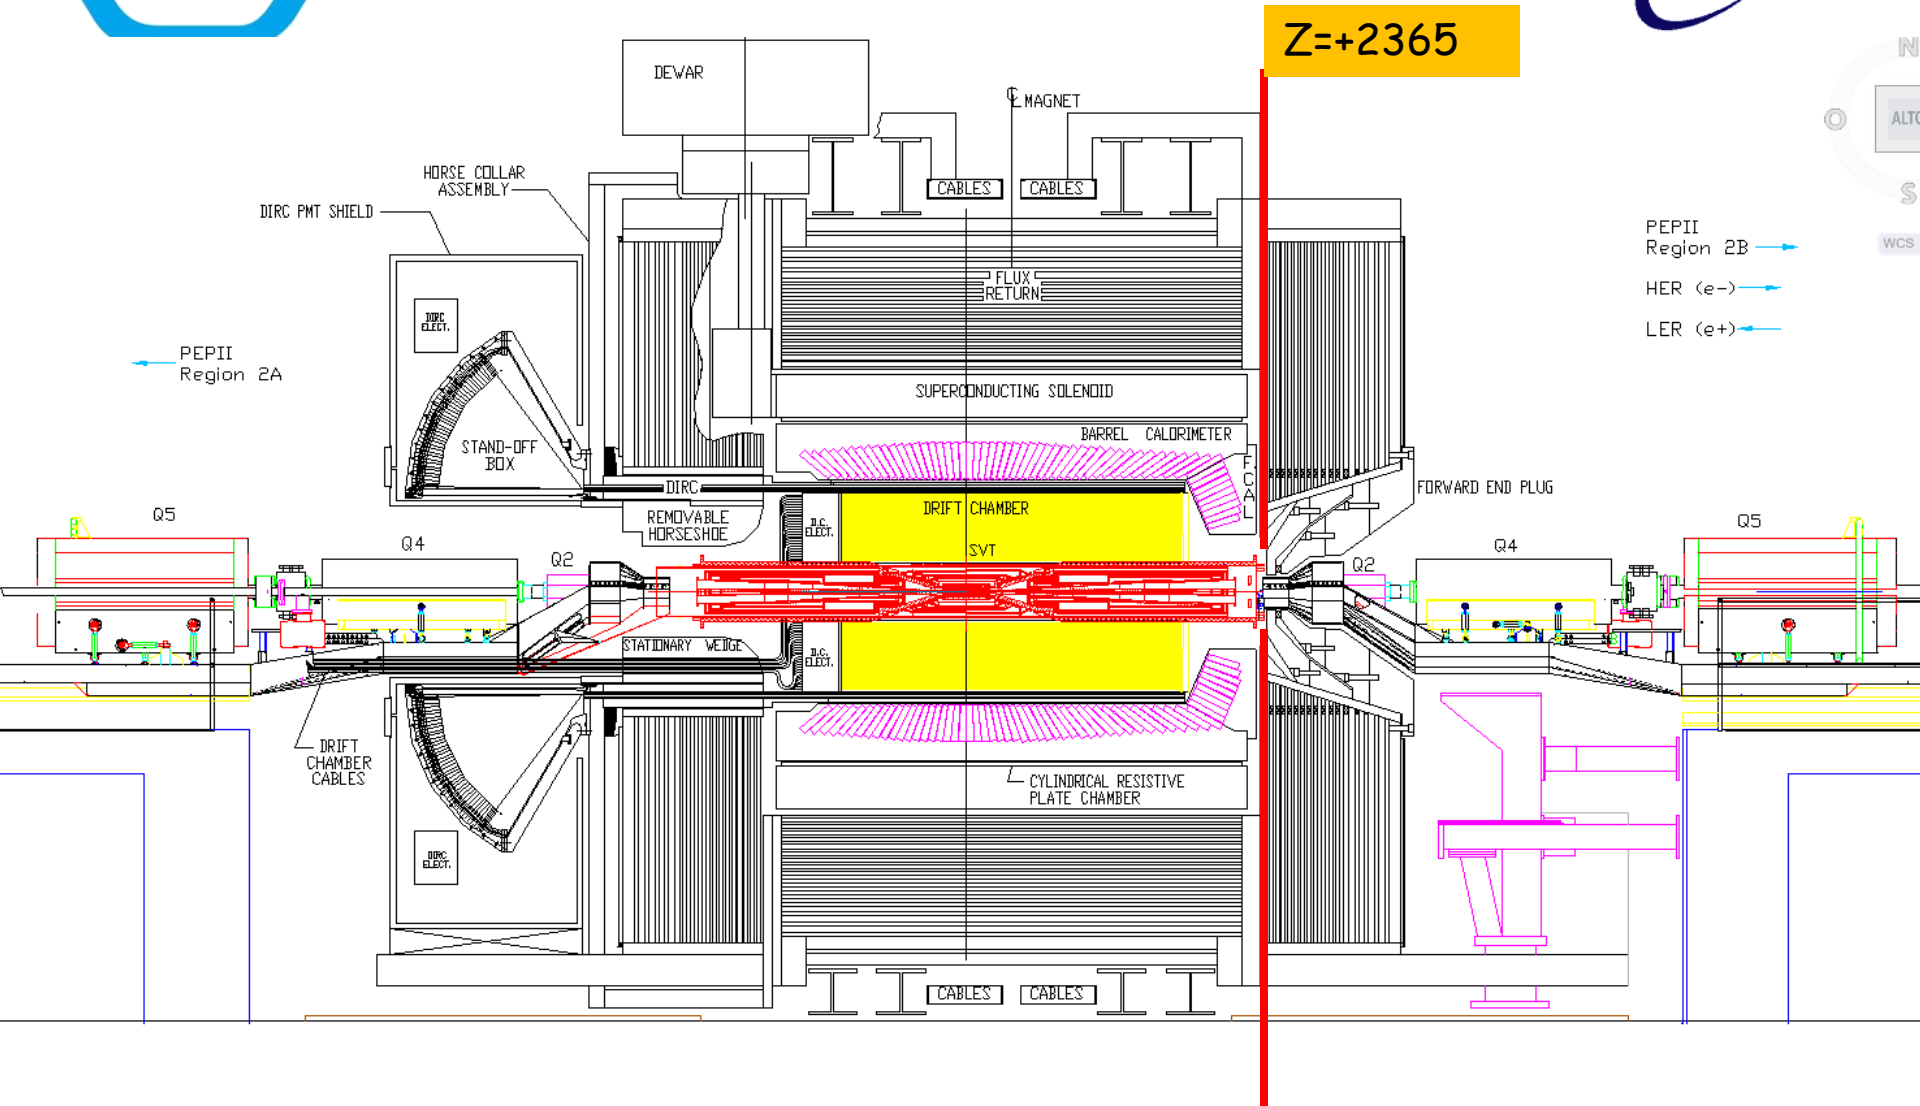 Z=+2365
N
DEWAR
℄ MAGNET
O
ALTO
HORSE COLLAR
ASSEMBLY
CABLES
CABLES
S
DIRC PMT SHIELD
PEPII
Region 2B
WCS
FLUX
RETURN
HER (e-)
DIRC
ELECT.
LER (e+)
PEPII
Region 2A
SUPERCONDUCTING SOLENOID
BARREL CALORIMETER
STAND-OFF
BOX
F.CAL
DIRC
FORWARD END PLUG
DRIFT CHAMBER
REMOVABLE
HORSESHOE
D.C.
ELECT.
Q5
Q5
Q4
Q4
SVT
Q2
Q2
STATIONARY WEDGE
D.C.
ELECT.
DRIFT
CHAMBER
CABLES
CYLINDRICAL RESISTIVE
PLATE CHAMBER
DIRC
ELECT.
CABLES
CABLES